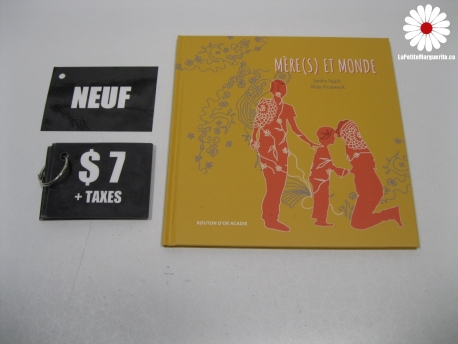 LaPetiteMarguerite.ca
NEUF
$7
+ TAXES
MÈRE(S) ET MONDE
BOUTON D'OR ACADIE